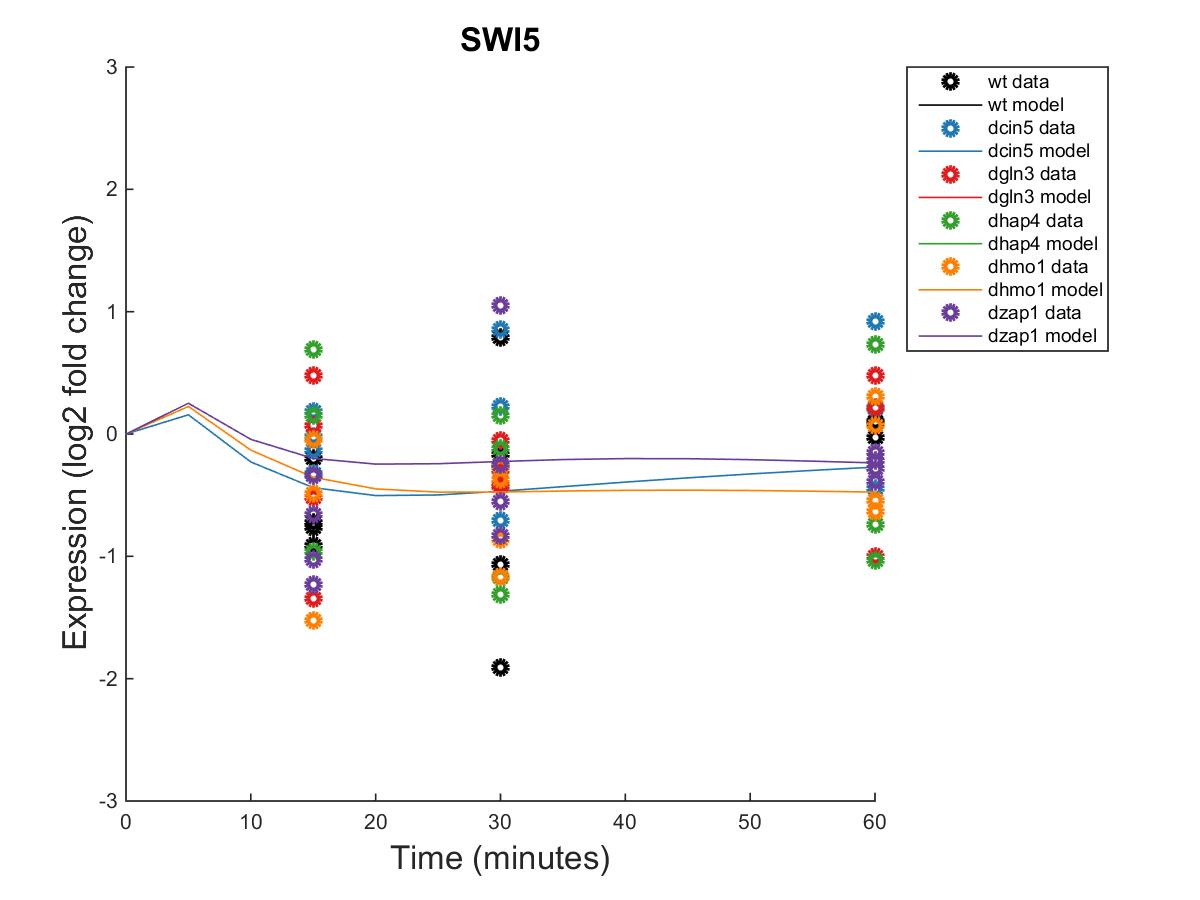 SWI5
Expression (log2 fold change)
3
2
1
0
-1
-2
-3
0 10 20 30 40 50 60
Time (minutes)
wt data
wt model
dcin5 data
dcin5 model
dgln3 data
dgln3 model
dhap4 data
dhap4 model
dhmo1 data
dhmo1 model
dzap1 data
dzap1 model